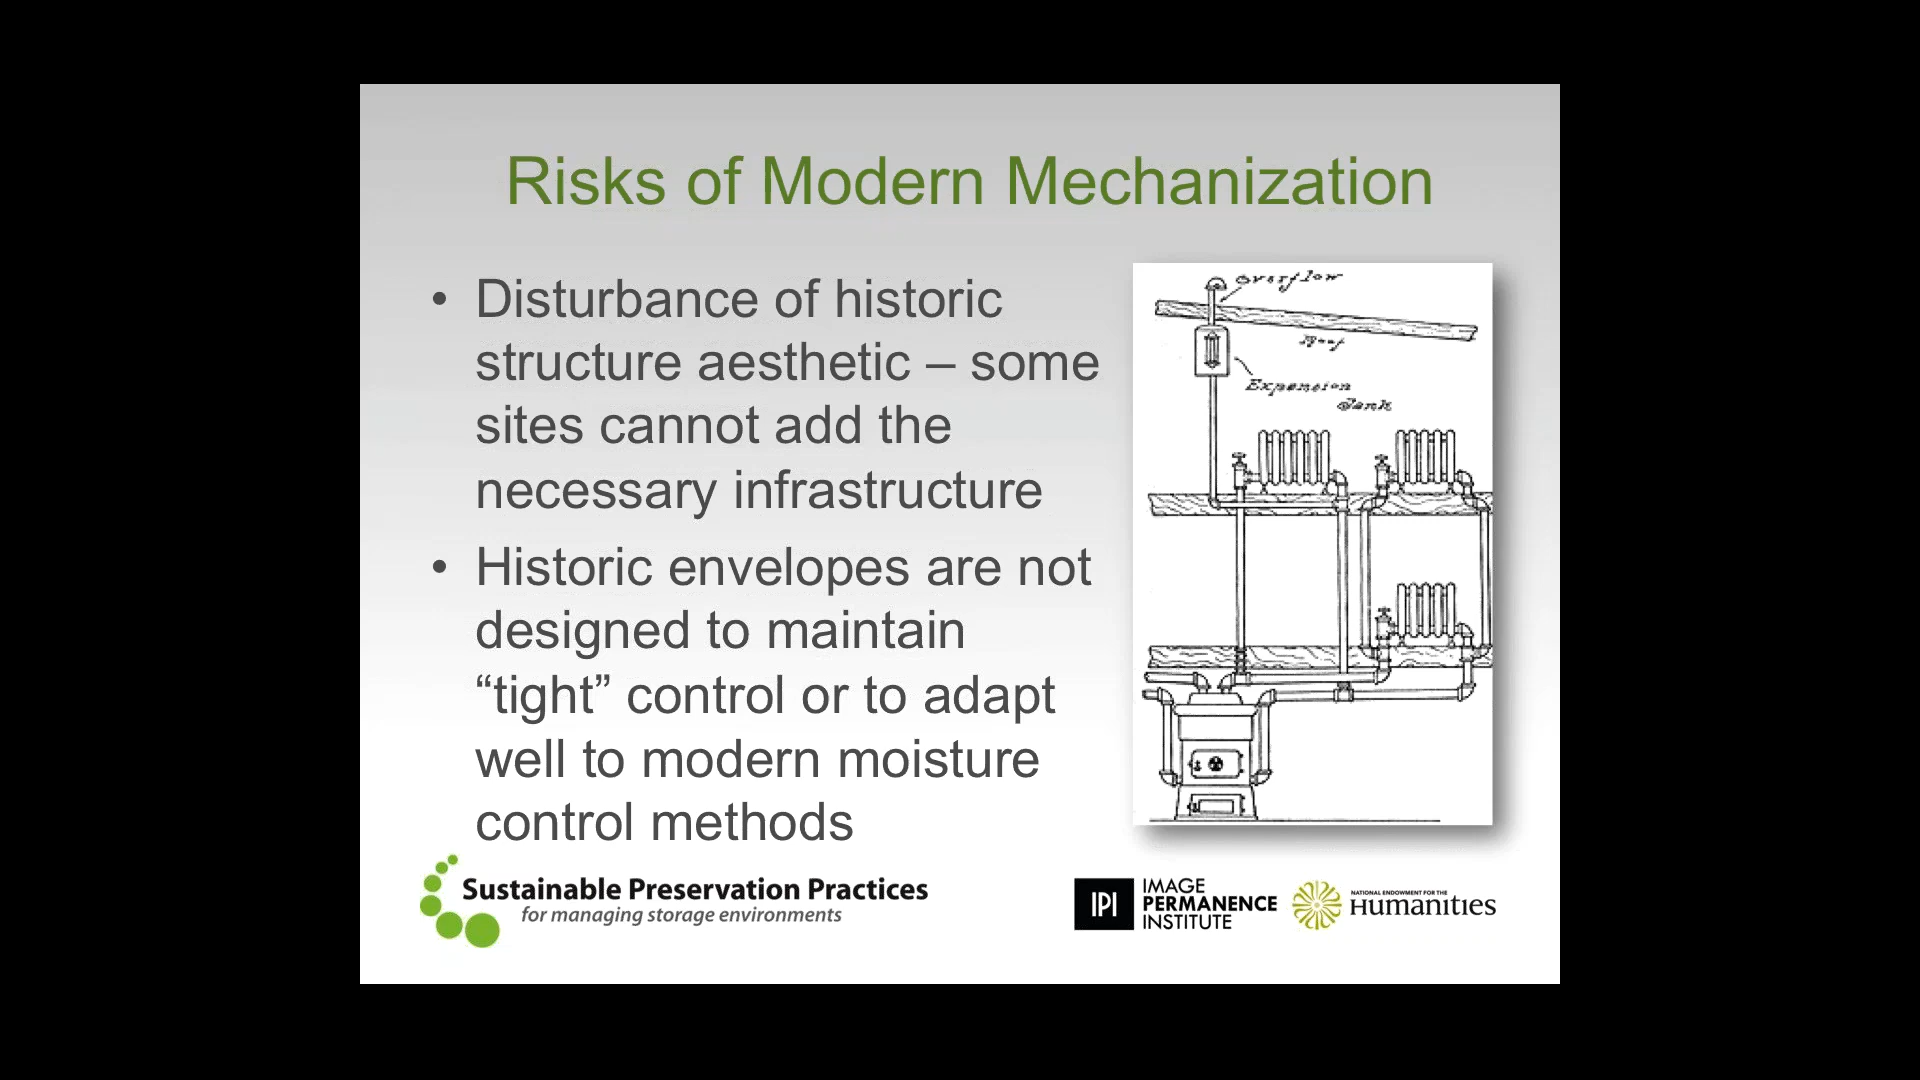 Risks of Modern Mechanization
• Disturbance of historic
structure aesthetic – some
sites cannot add the
necessary infrastructure
• Historic envelopes are not
designed to maintain
“tight” control or to adapt
well to modern moisture
control methods
Overflow
Roof
Expansion
Tank
Sustainable Preservation Practices
for managing storage environments
IPI
IMAGE
PERMANENCE
INSTITUTE
NATIONAL ENDOWMENT FOR THE
Humanities